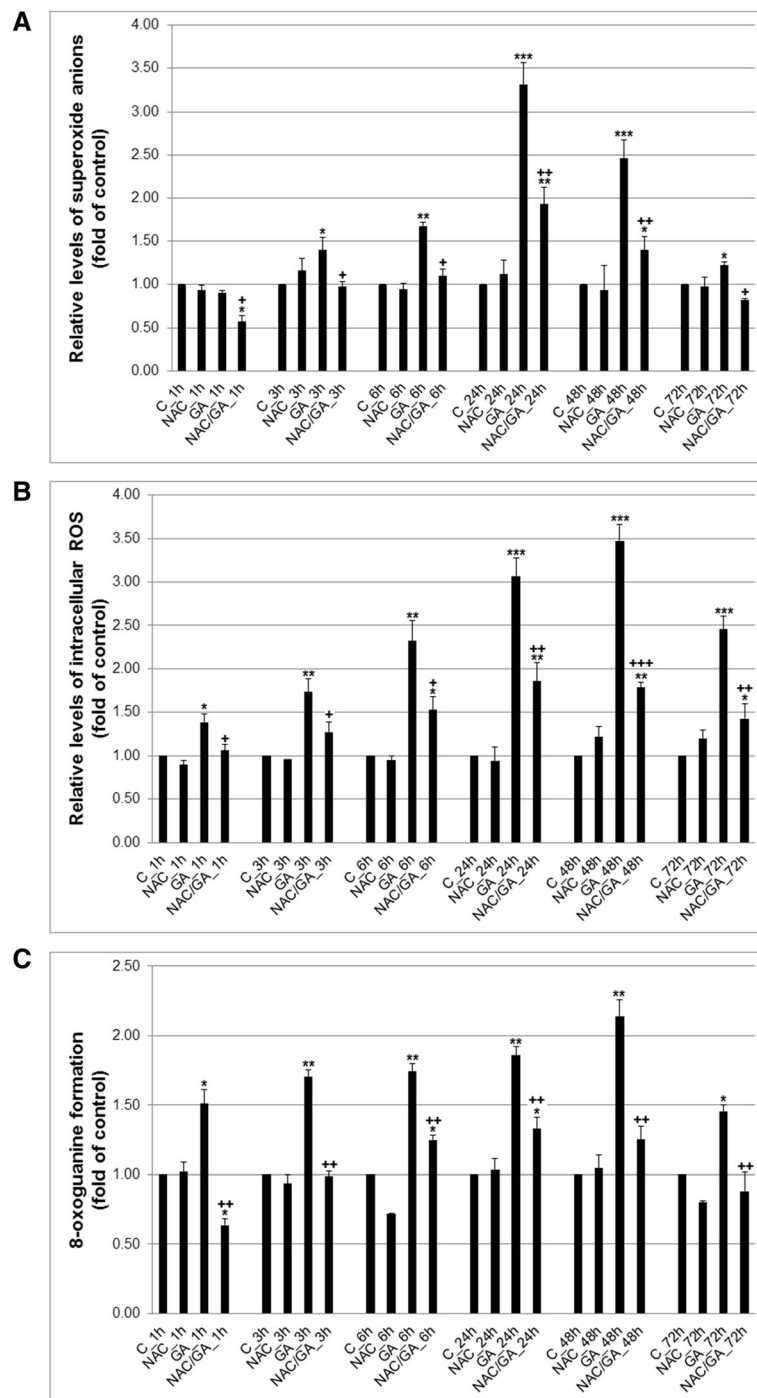 A
Relative levels of superoxide anions
(fold of control)
4.00
3.50
3.00
2.50
2.00
1.50
1.00
0.50
0.00
+
*
*
+
**
+
***
++
**
***
++
*
*
+
C_1h
NAC_1h
GA_1h
NAC/GA_1h
C_3h
NAC_3h
GA_3h
NAC/GA_3h
C_6h
NAC_6h
GA_6h
NAC/GA_6h
C_24h
NAC_24h
GA_24h
NAC/GA_24h
C_48h
NAC_48h
GA_48h
NAC/GA_48h
C_72h
NAC_72h
GA_72h
NAC/GA_72h
B
Relative levels of intracellular ROS
(fold of control)
4.00
3.50
3.00
2.50
2.00
1.50
1.00
0.50
0.00
*
+
**
+
**
+
*
***
++
**
***
+++
**
***
++
*
C_1h
NAC_1h
GA_1h
NAC/GA_1h
C_3h
NAC_3h
GA_3h
NAC/GA_3h
C_6h
NAC_6h
GA_6h
NAC/GA_6h
C_24h
NAC_24h
GA_24h
NAC/GA_24h
C_48h
NAC_48h
GA_48h
NAC/GA_48h
C_72h
NAC_72h
GA_72h
NAC/GA_72h
C
8-oxoguanine formation
(fold of control)
2.50
2.00
1.50
1.00
0.50
0.00
*
++
*
**
++
**
++
*
**
++
*
**
++
*
++
C_1h
NAC_1h
GA_1h
NAC/GA_1h
C_3h
NAC_3h
GA_3h
NAC/GA_3h
C_6h
NAC_6h
GA_6h
NAC/GA_6h
C_24h
NAC_24h
GA_24h
NAC/GA_24h
C_48h
NAC_48h
GA_48h
NAC/GA_48h
C_72h
NAC_72h
GA_72h
NAC/GA_72h